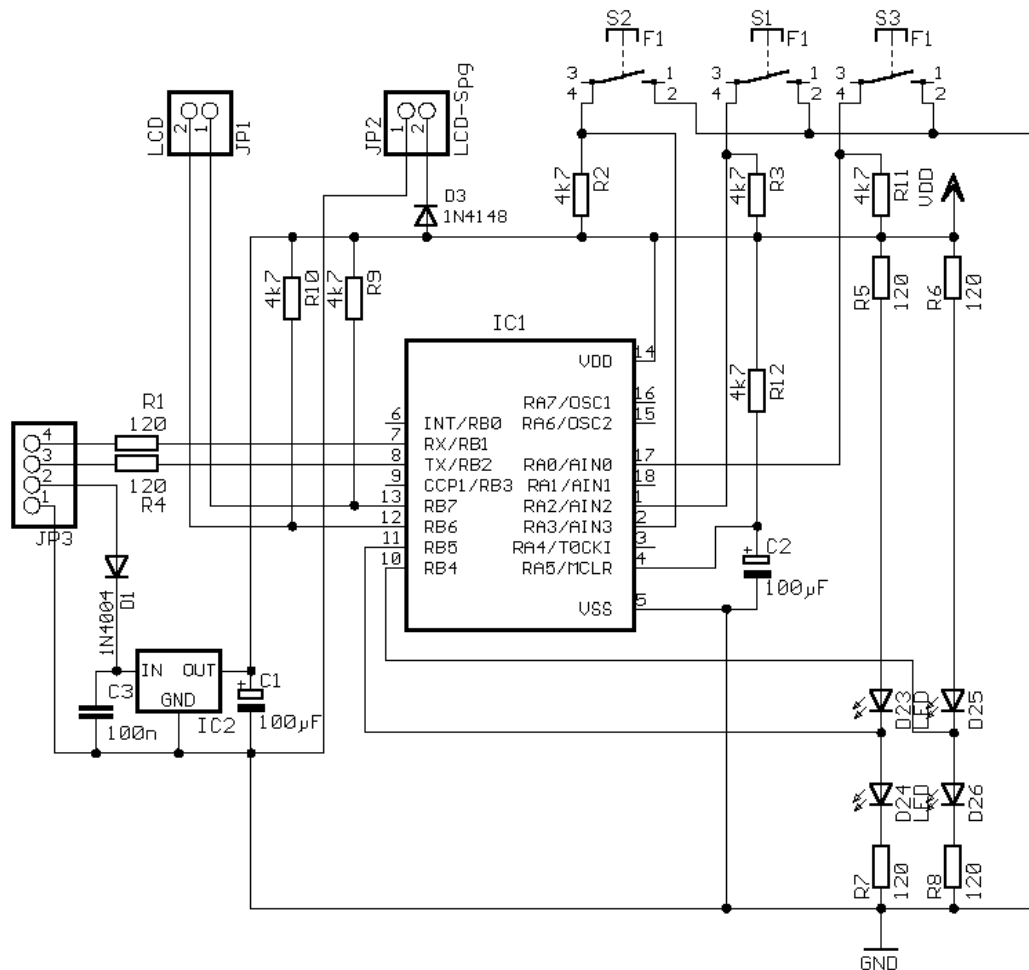 S2
F1
S1
F1
S3
F1
3
4
1
2
3
4
1
2
3
4
1
2
LCD
2
1
JP1
JP2
1
2
LCD-Spg
D3
1N4148
4k7
R2
4k7
R3
4k7
R11
VDD
4k7
R10
4k7
R9
R5
120
R6
120
IC1
4k7
R12
VDD
14
RA7/OSC1
16
RA6/OSC2
15
6
INT/RB0
7
RX/RB1
8
TX/RB2
RA0/AIN0
17
9
CCP1/RB3
RA1/AIN1
18
13
RB7
RA2/AIN2
1
12
RB6
RA3/AIN3
2
11
RB5
RA4/T0CKI
3
10
RB4
RA5/MCLR
4
VSS
5
R1
120
120
R4
4
3
2
1
JP3
+
C2
100µF
1N4004
D1
IN
OUT
GND
IC2
C3
100n
+
C1
100µF
D23
LED
D25
D24
LED
D26
R7
120
R8
120
GND